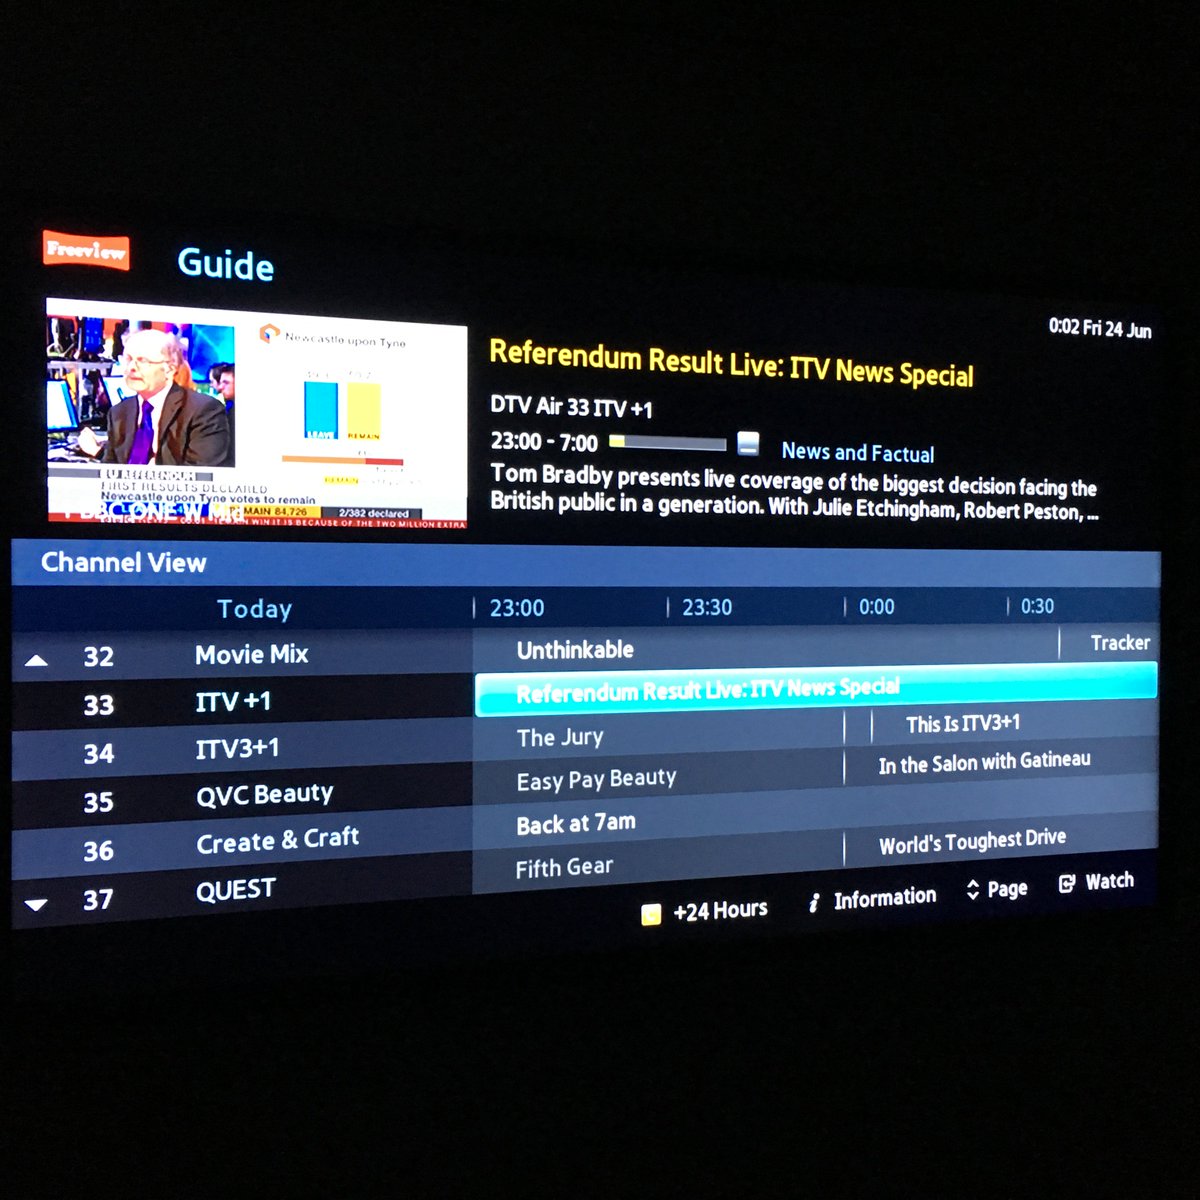 Freeview
Guide
0:02 Fri 24 Jun
Newcastle upon Tyne
LEAVE
REMAIN
EU REFERENDUM
FIRST RESULTS DECLARED
Newcastle upon Tyne votes to remain
MAIN 84,726
2/382 declared
1 BBC ONE W Mid
WIN IT IS BECAUSE OF THE TWO MILLION EXTRA
Referendum Result Live: ITV News Special
DTV Air 33 ITV +1
23:00 - 7:00
News and Factual
Tom Bradby presents live coverage of the biggest decision facing the
British public in a generation. With Julie Etchingham, Robert Peston, ...
Channel View
Today 23:00 23:30 0:00 0:30
32 Movie Mix Unthinkable Tracker
33 ITV +1 Referendum Result Live: ITV News Special
34 ITV3+1 The Jury This Is ITV3+1
35 QVC Beauty Easy Pay Beauty In the Salon with Gatineau
36 Create & Craft Back at 7am
37 QUEST Fifth Gear World's Toughest Drive
+24 Hours Information Page Watch